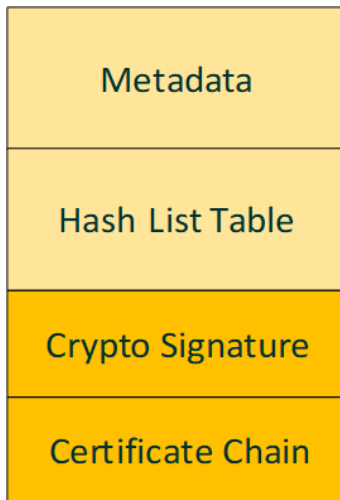 Metadata
Hash List Table
Crypto Signature
Certificate Chain